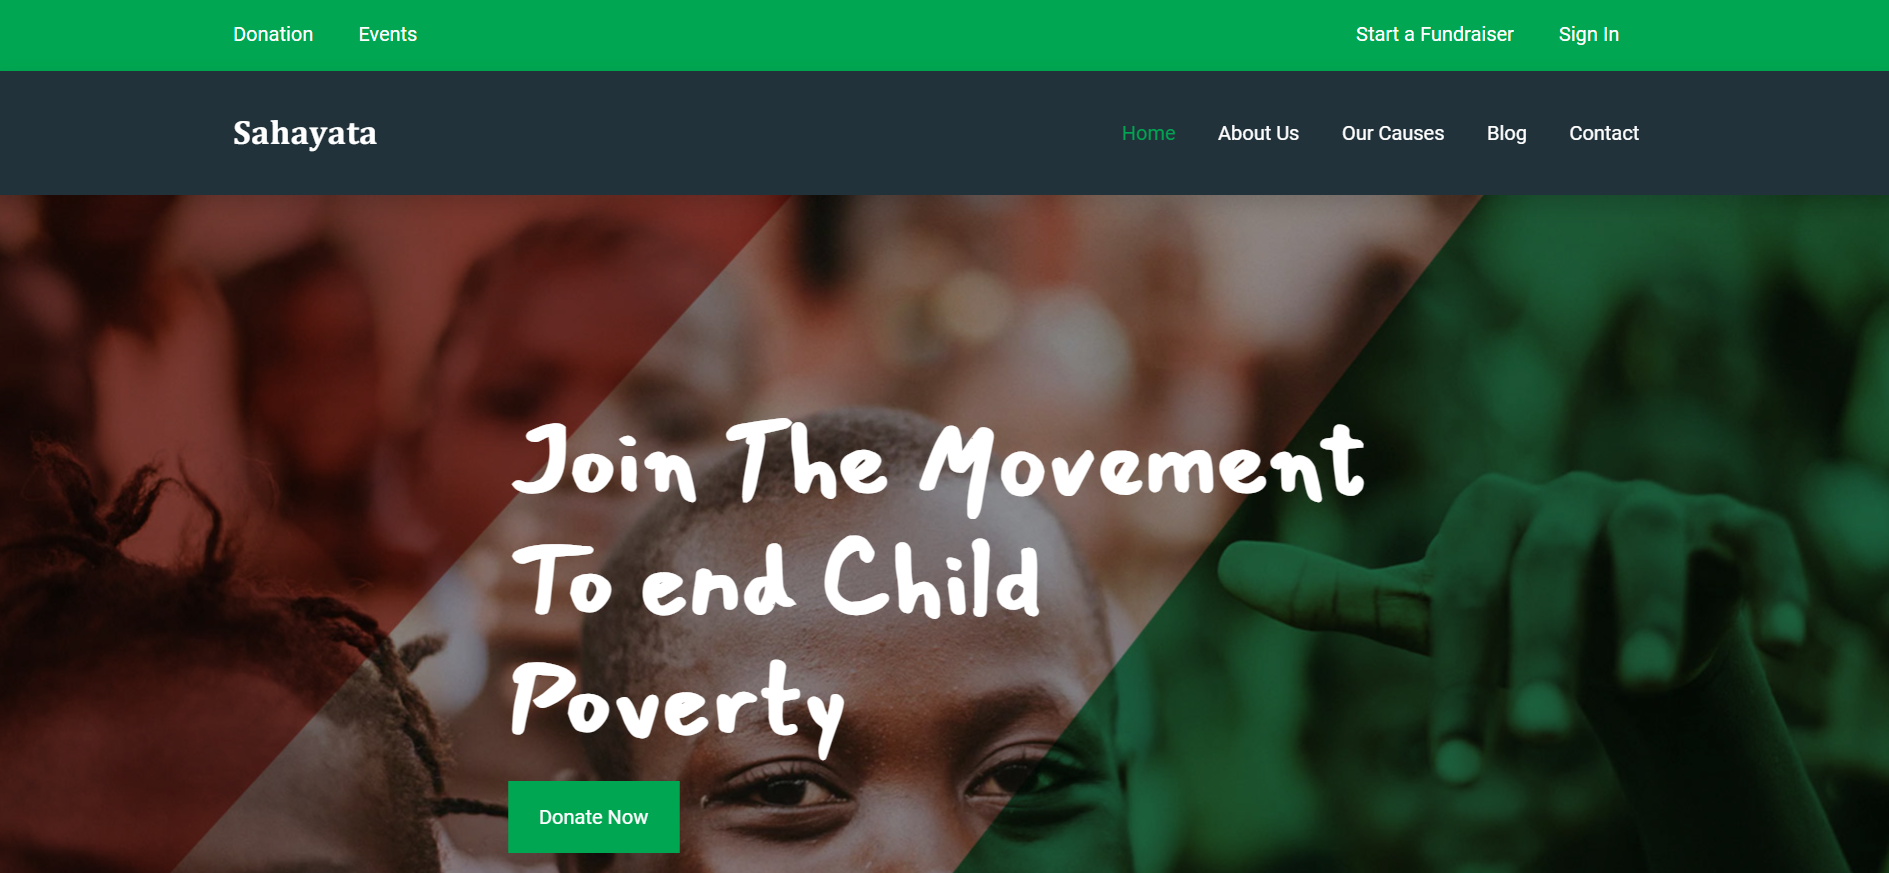 Donation Events Start a Fundraiser Sign In
Sahayata Home About Us Our Causes Blog Contact
Join The Movement
To end Child
Poverty
Donate Now